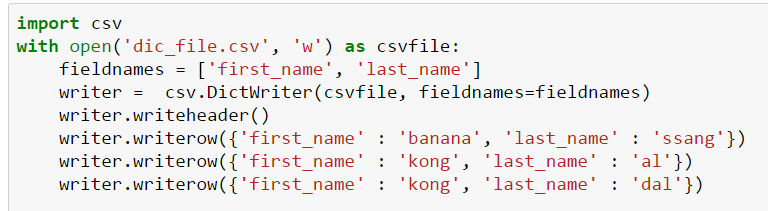 import csv
with open('dic_file.csv', 'w') as csvfile:
    fieldnames = ['first_name', 'last_name']
    writer =  csv.DictWriter(csvfile, fieldnames=fieldnames)
    writer.writeheader()
    writer.writerow({'first_name' : 'banana', 'last_name' : 'ssang'})
    writer.writerow({'first_name' : 'kong', 'last_name' : 'al'})
    writer.writerow({'first_name' : 'kong', 'last_name' : 'dal'})